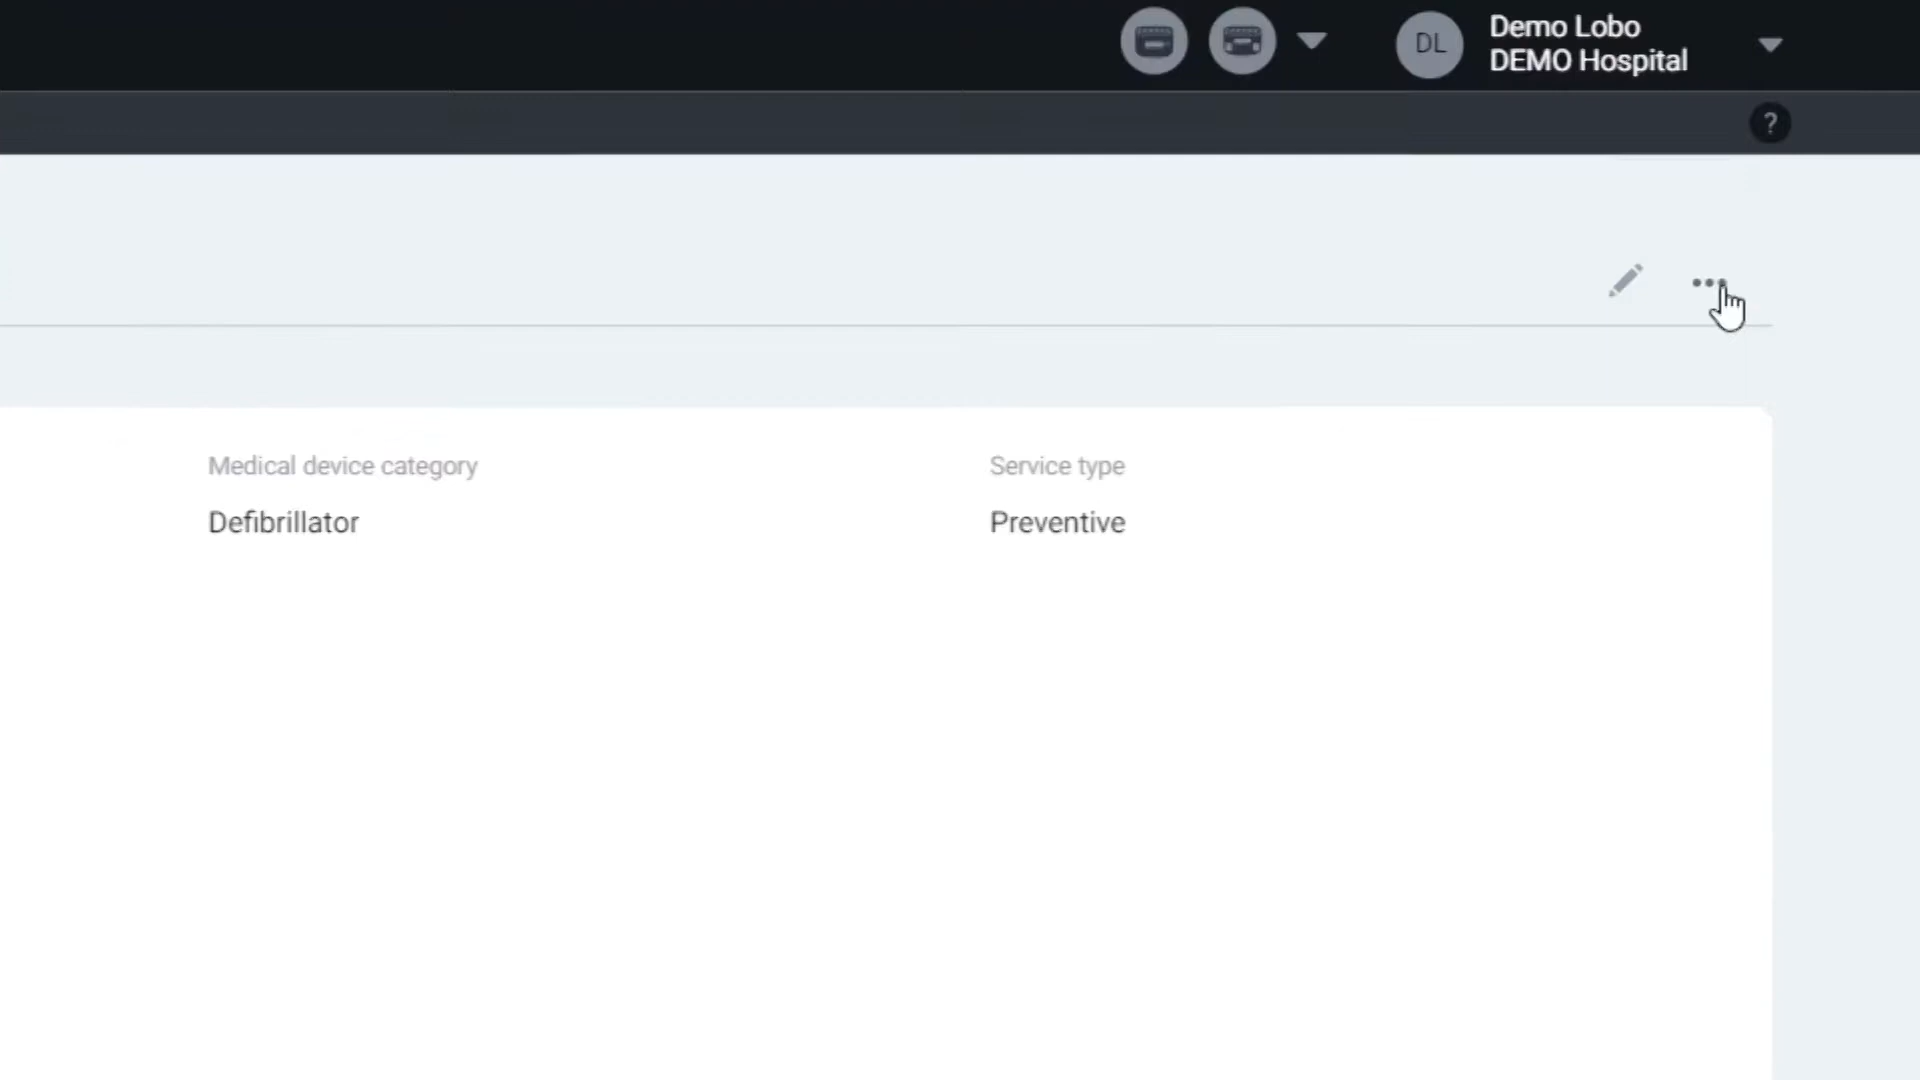 DL
Demo Lobo
DEMO Hospital
?
Medical device category
Service type
Defibrillator
Preventive